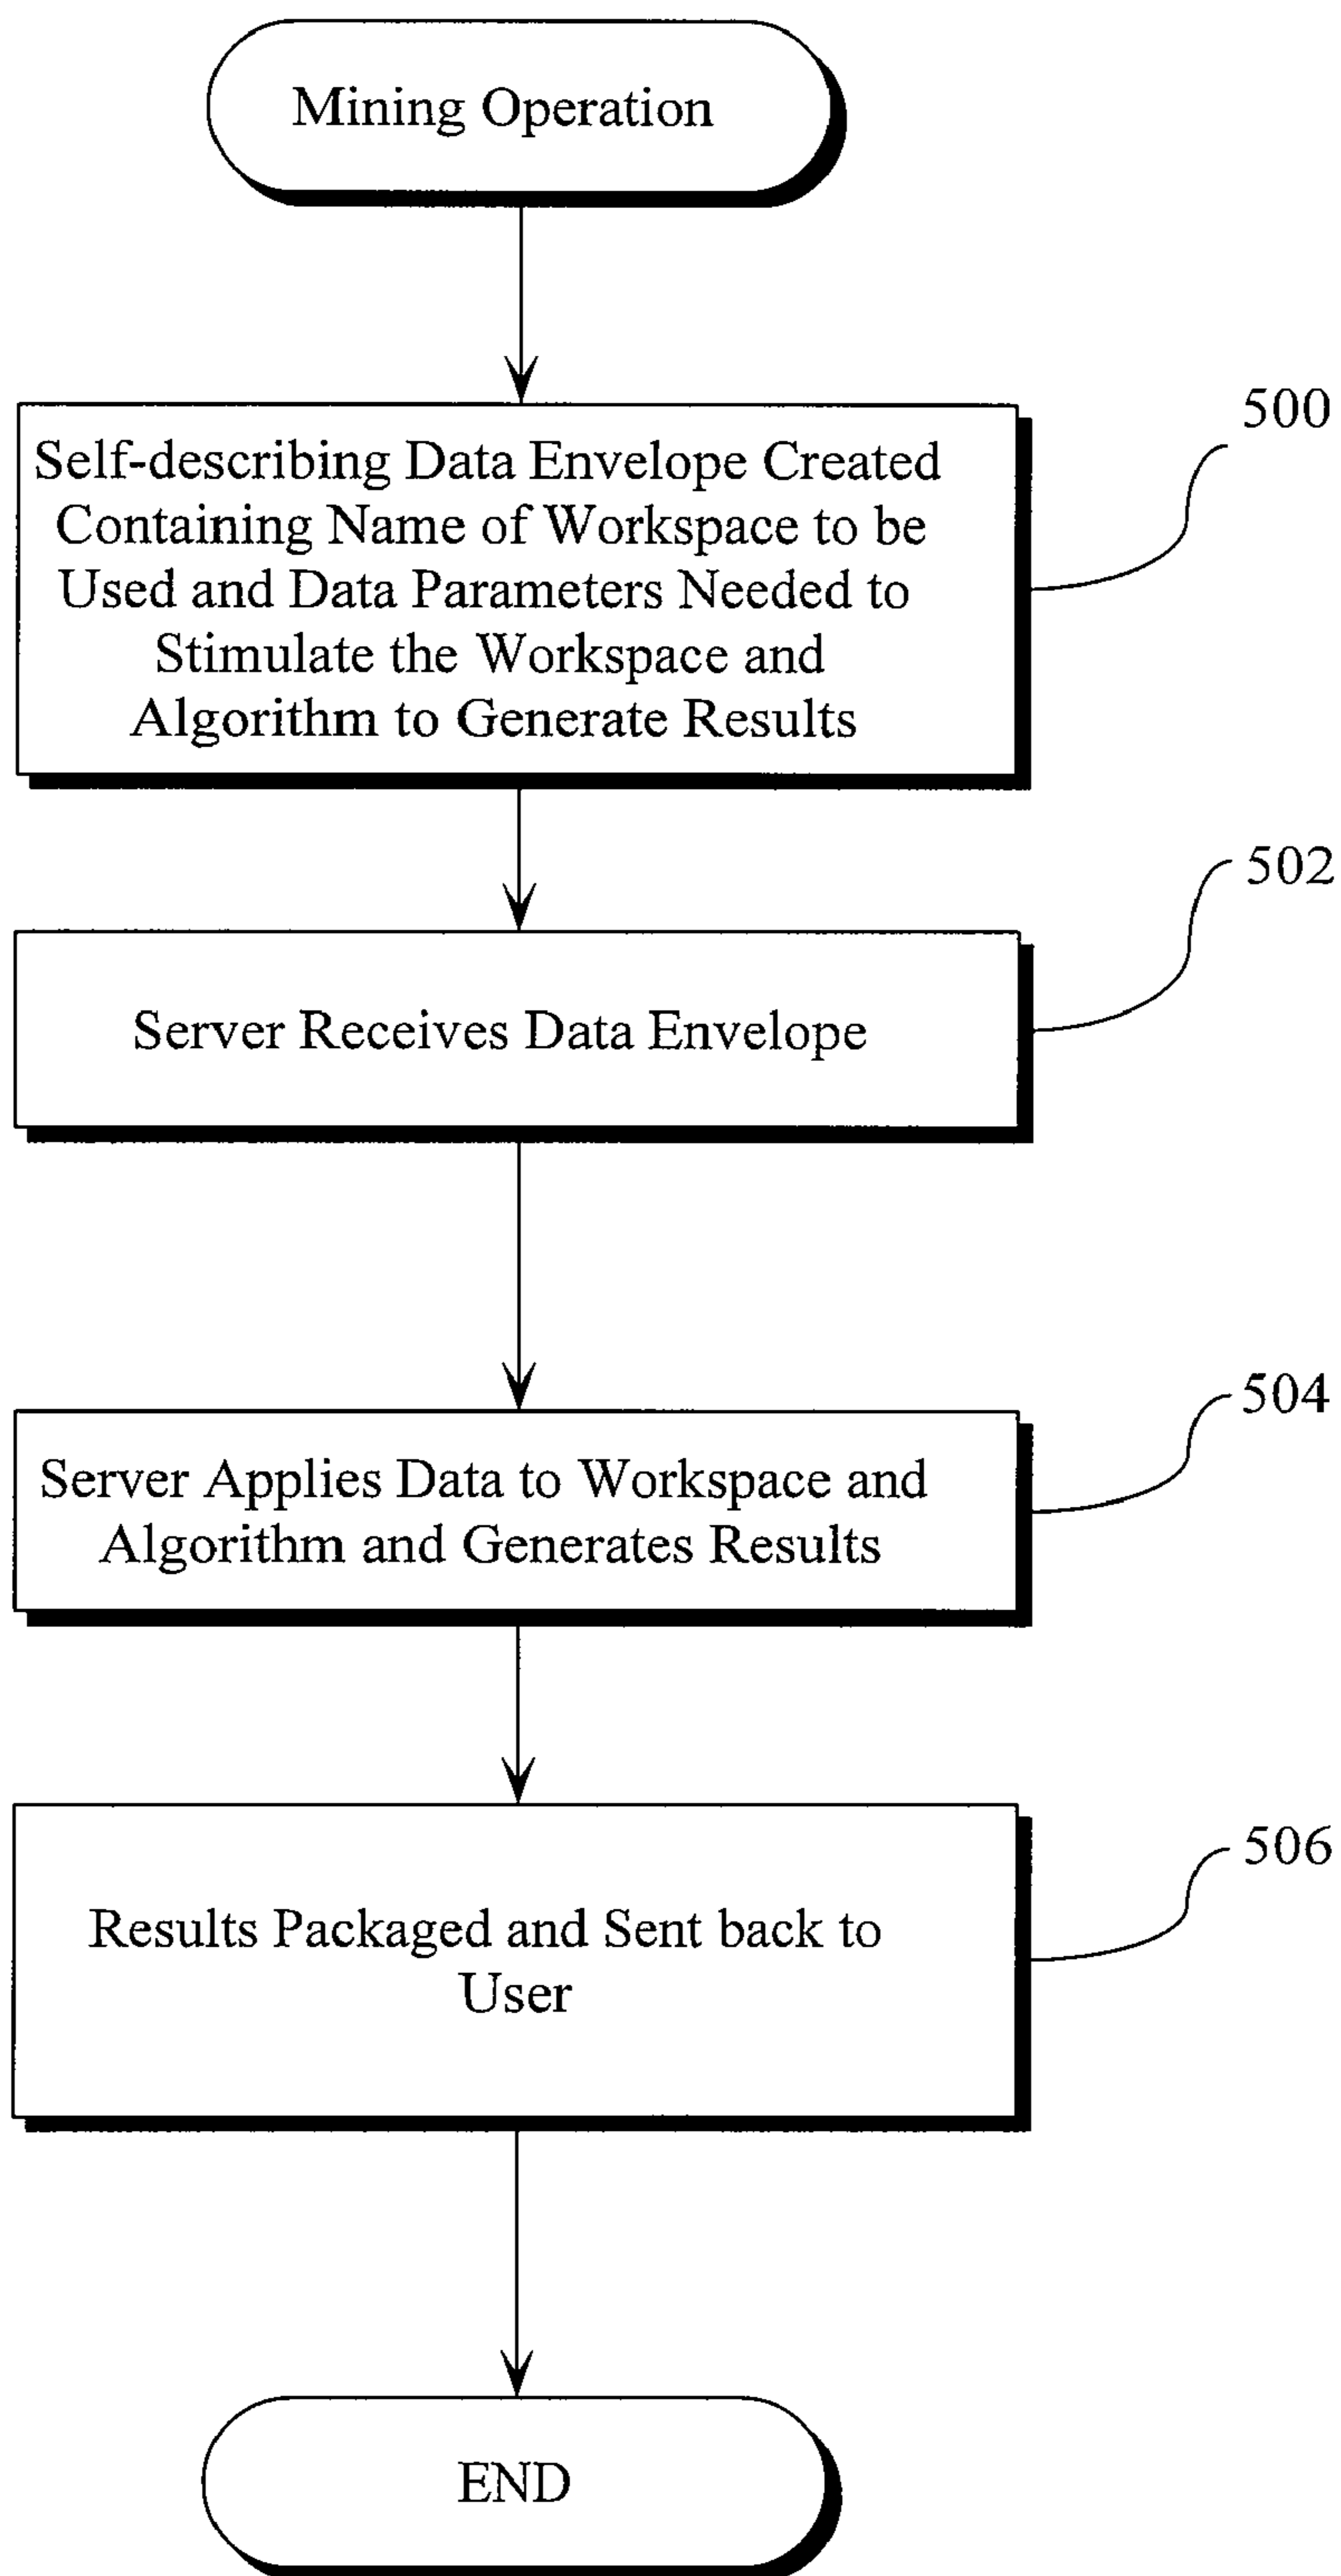 Mining Operation
500
Self-describing Data Envelope Created
Containing Name of Workspace to be
Used and Data Parameters Needed to
Stimulate the Workspace and
Algorithm to Generate Results
502
Server Receives Data Envelope
504
Server Applies Data to Workspace and
Algorithm and Generates Results
506
Results Packaged and Sent back to
User
END